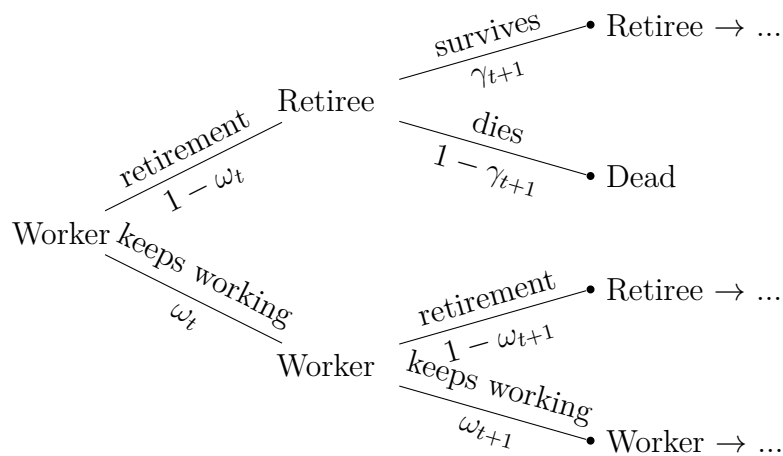 survives
Retiree → ...
γ_{t+1}
Retiree
dies
retirement
1 − γ_{t+1}
Dead
1 − ω_t
Worker
keeps working
retirement
Retiree → ...
ω_t
1 − ω_{t+1}
Worker
keeps working
ω_{t+1}
Worker → ...